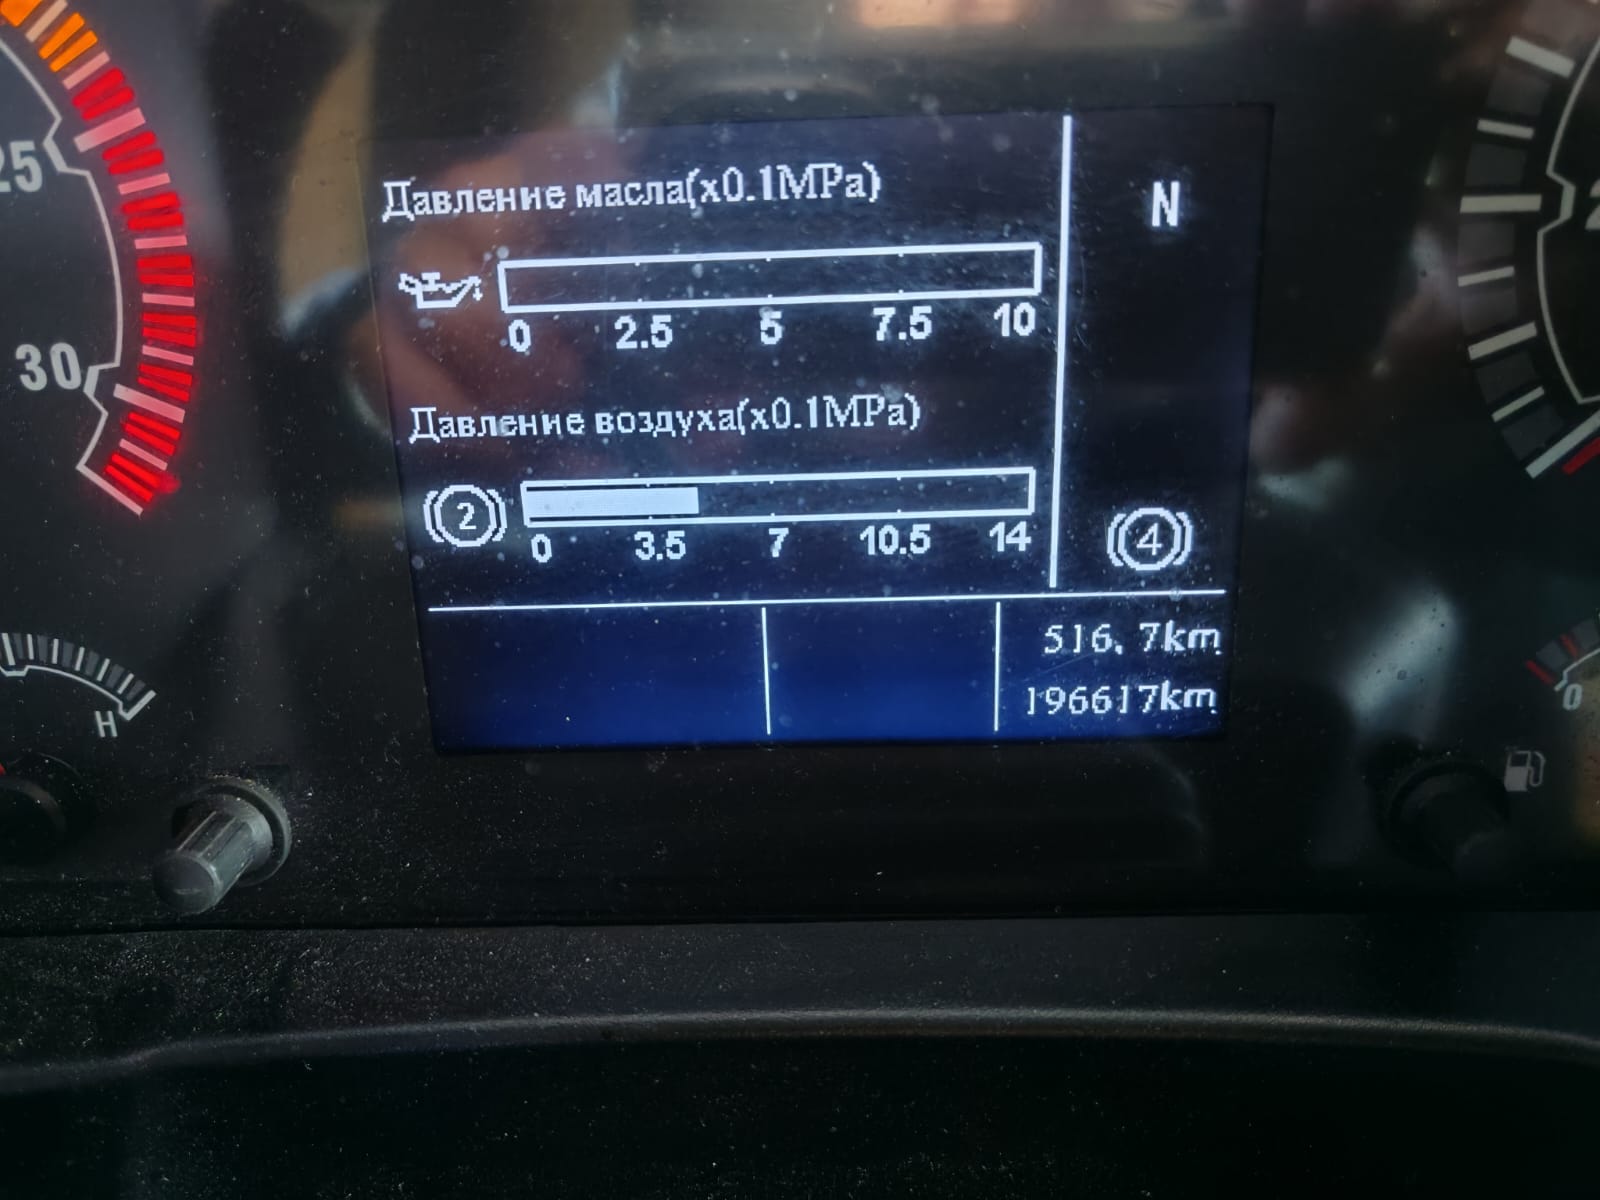 Давление масла(x0.1MPa)
N
0 2.5 5 7.5 10
Давление воздуха(x0.1MPa)
2
0 3.5 7 10.5 14
4
516.7km
196617km
25
30
H
0